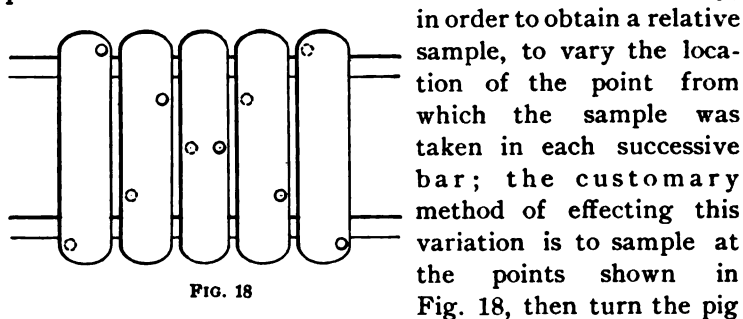 in order to obtain a relative
sample, to vary the loca-
tion of the point from
which the sample was
taken in each successive
bar; the customary
method of effecting this
variation is to sample at
the points shown in
Fig. 18, then turn the pig
FIG. 18